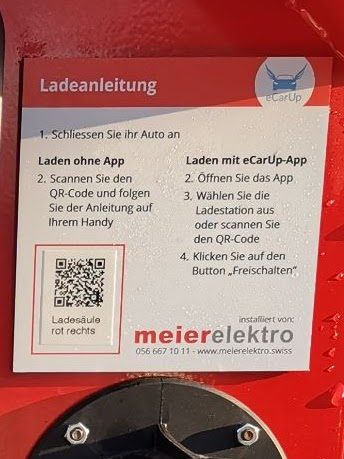 Ladeanleitung
eCarUp
1. Schliessen Sie ihr Auto an
Laden ohne App
2. Scannen Sie den
QR-Code und folgen
Sie der Anleitung auf
Ihrem Handy
Laden mit eCarUp-App
2. Öffnen Sie das App
3. Wählen Sie die
Ladestation aus
oder scannen Sie
den QR-Code
4. Klicken Sie auf den
Button „Freischalten“
Ladesäule
rot rechts
installiert von:
meierelektro
056 667 10 11 - www.meierelektro.swiss